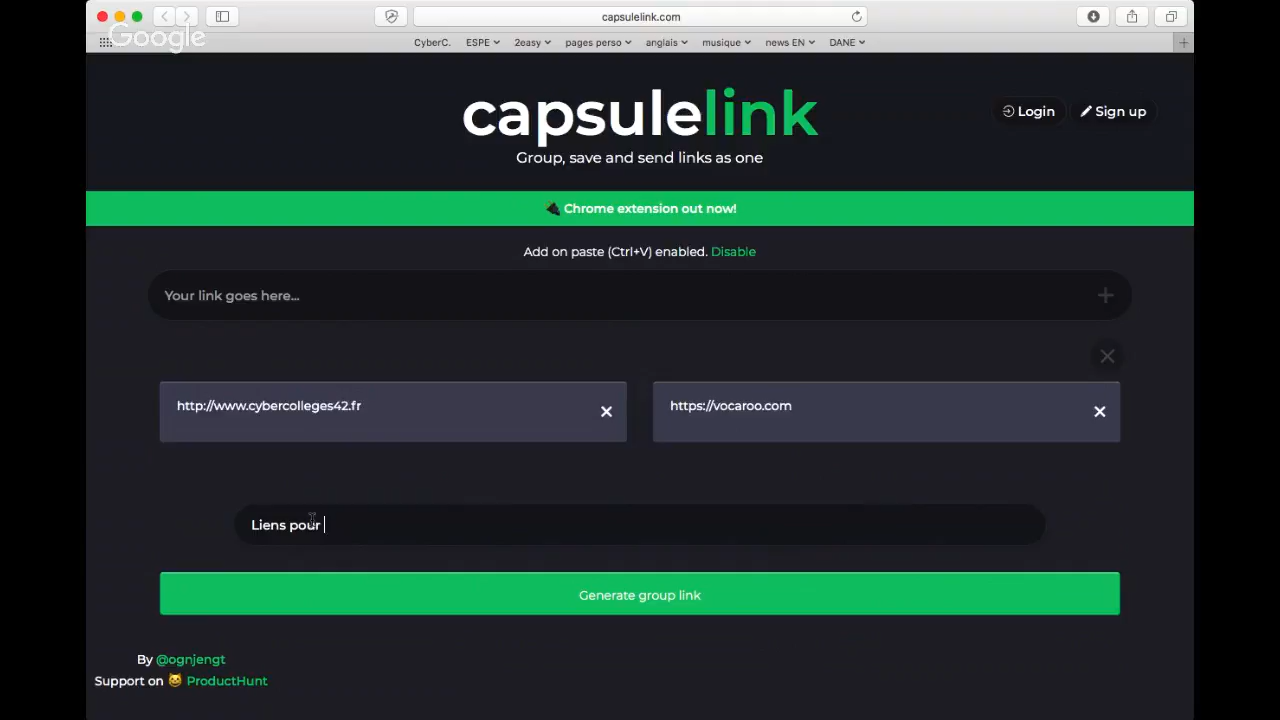 capsulelink.com
Google
CyberC. ESPE 2easy pages perso anglais musique news EN DANE
capsulelink
Login Sign up
Group, save and send links as one
Chrome extension out now!
Add on paste (Ctrl+V) enabled. Disable
Your link goes here...
http://www.cybercolleges42.fr https://vocaroo.com
Liens pour
Generate group link
By @ognjengt
Support on ProductHunt